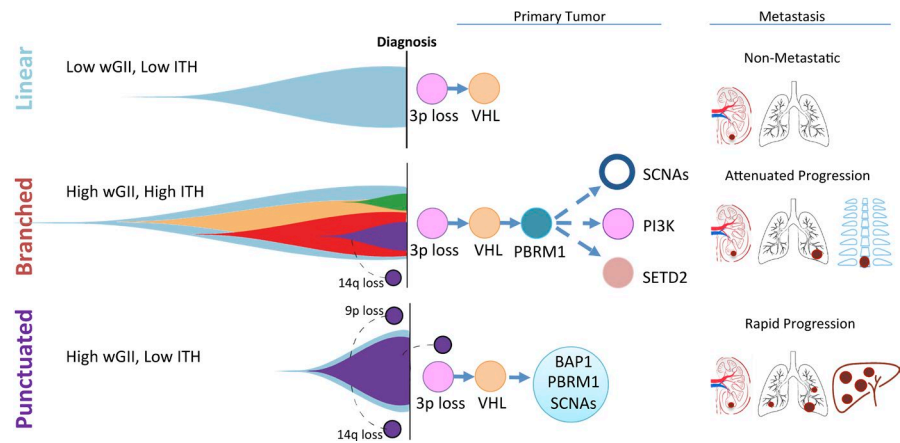 Primary Tumor
Metastasis
Diagnosis
Linear
Low wGII, Low ITH
3p loss
VHL
Non-Metastatic
Branched
High wGII, High ITH
14q loss
3p loss
VHL
PBRM1
SCNAs
PI3K
SETD2
Attenuated Progression
Punctuated
High wGII, Low ITH
9p loss
14q loss
3p loss
VHL
BAP1
PBRM1
SCNAs
Rapid Progression